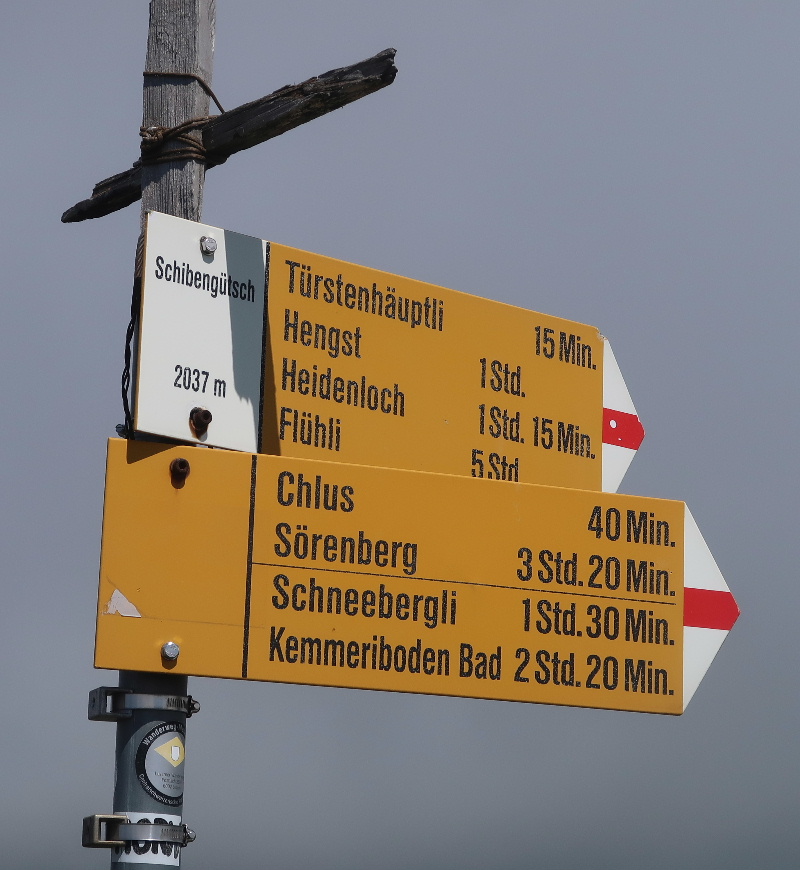 Schibengütsch
2037 m
Türstenhäuptli 15 Min.
Hengst 1 Std.
Heidenloch 1 Std. 15 Min.
Flühli 5 Std
Chlus 40 Min.
Sörenberg 3 Std. 20 Min.
Schneebergli 1 Std. 30 Min.
Kemmeriboden Bad 2 Std. 20 Min.